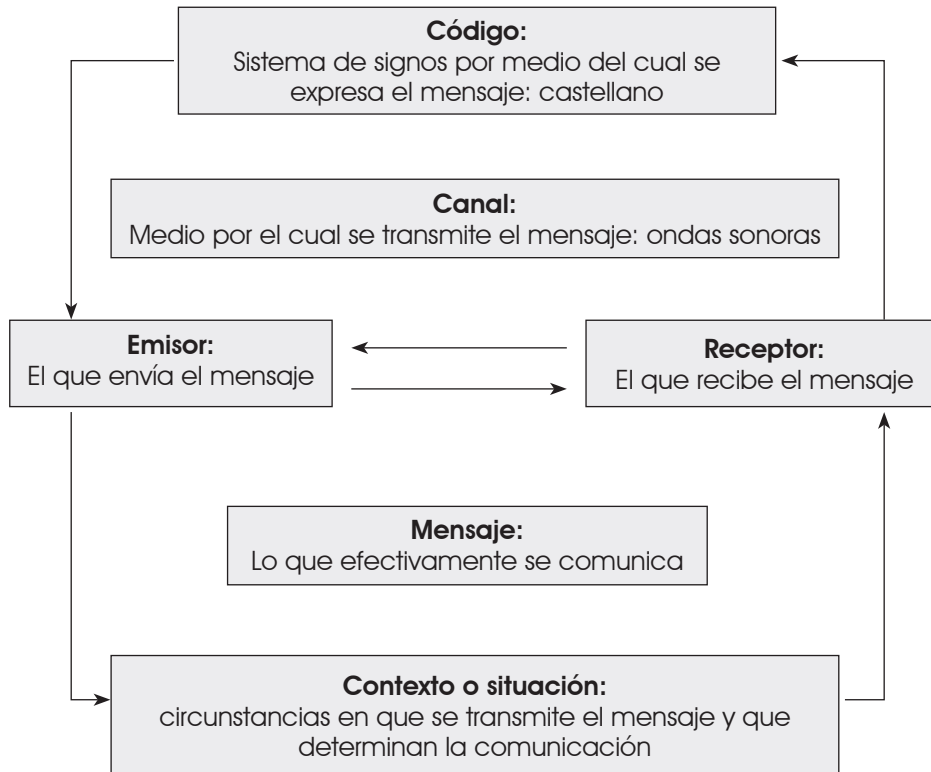 Código:
Sistema de signos por medio del cual se
expresa el mensaje: castellano
Canal:
Medio por el cual se transmite el mensaje: ondas sonoras
Emisor:
El que envía el mensaje
Receptor:
El que recibe el mensaje
Mensaje:
Lo que efectivamente se comunica
Contexto o situación:
circunstancias en que se transmite el mensaje y que
determinan la comunicación